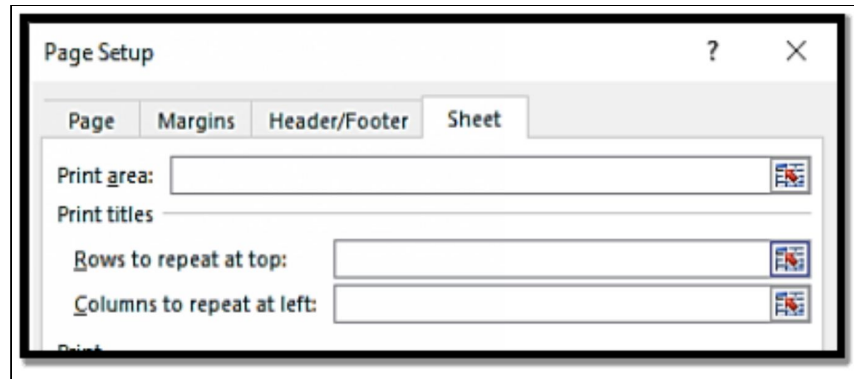 Page Setup ? ×
Page Margins Header/Footer Sheet
Print area:
Print titles
Rows to repeat at top:
Columns to repeat at left:
Print